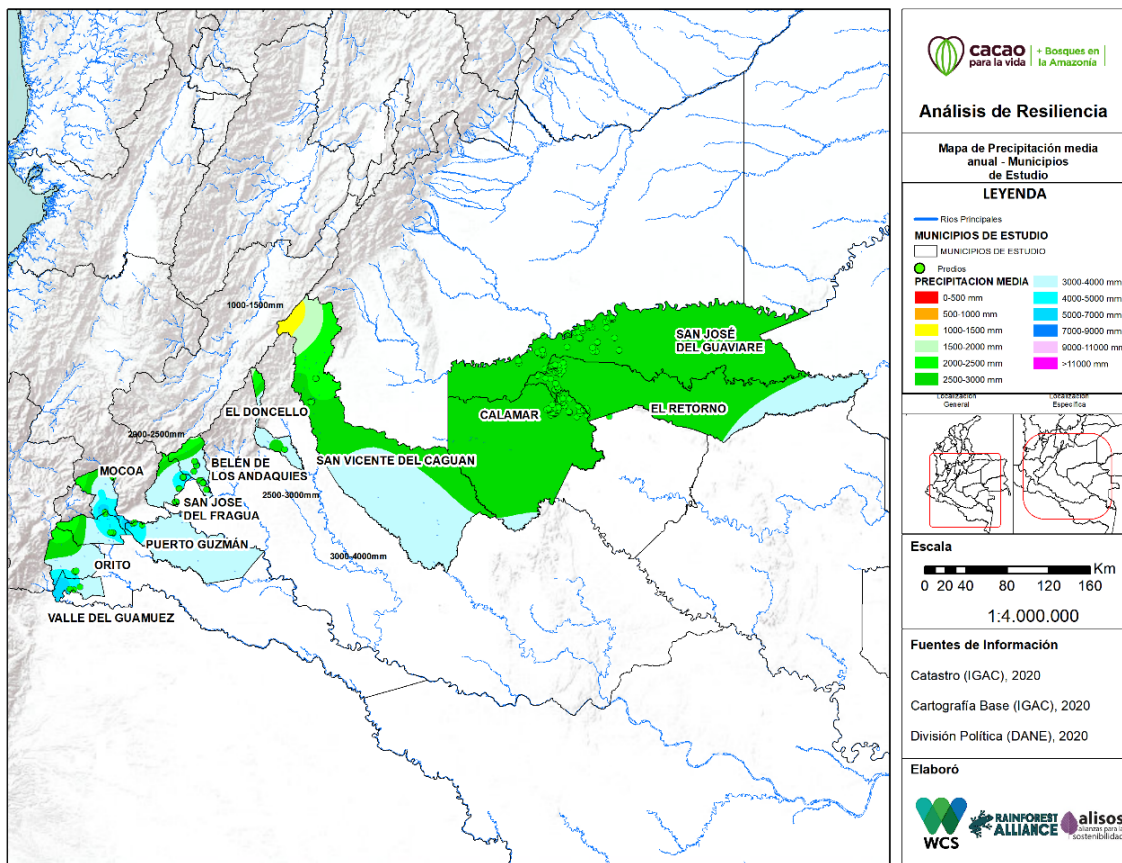 1000-1500mm
SAN JOSÉ
DEL GUAVIARE
EL DONCELLO
CALAMAR
EL RETORNO
2000-2500mm
MOCOA
BELÉN DE
LOS ANDAQUIES
SAN VICENTE DEL CAGUAN
2500-3000mm
SAN JOSE
DEL FRAGUA
PUERTO GUZMÁN
3000-4000mm
ORITO
VALLE DEL GUAMUEZ
cacao
para la vida
+ Bosques en
la Amazonía
Análisis de Resiliencia
Mapa de Precipitación media
anual - Municipios
de Estudio
LEYENDA
Rios Principales
MUNICIPIOS DE ESTUDIO
MUNICIPIOS DE ESTUDIO
Predios
PRECIPITACION MEDIA
0-500 mm
500-1000 mm
1000-1500 mm
1500-2000 mm
2000-2500 mm
2500-3000 mm
3000-4000 mm
4000-5000 mm
5000-7000 mm
7000-9000 mm
9000-11000 mm
>11000 mm
Localización
General
Localización
Específica
Escala
Km
0 20 40 80 120 160
1:4.000.000
Fuentes de Información
Catastro (IGAC), 2020
Cartografía Base (IGAC), 2020
División Política (DANE), 2020
Elaboró
WCS
RAINFOREST
ALLIANCE
alisos
alianzas para la
sostenibilidad